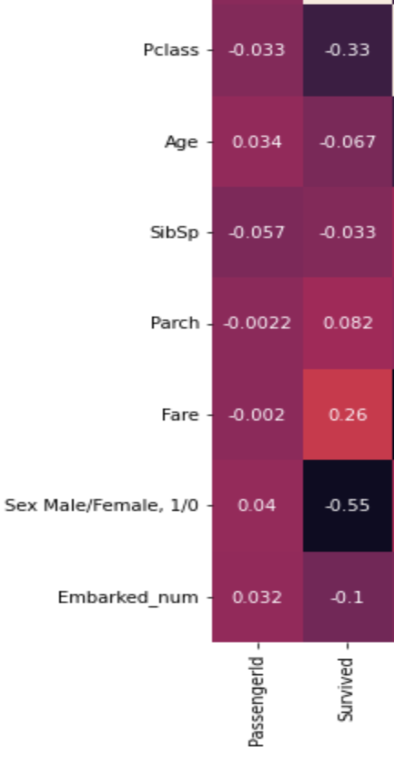 Pclass -0.033 -0.33
Age 0.034 -0.067
SibSp -0.057 -0.033
Parch -0.0022 0.082
Fare -0.002 0.26
Sex Male/Female, 1/0 0.04 -0.55
Embarked_num 0.032 -0.1
PassengerId
Survived